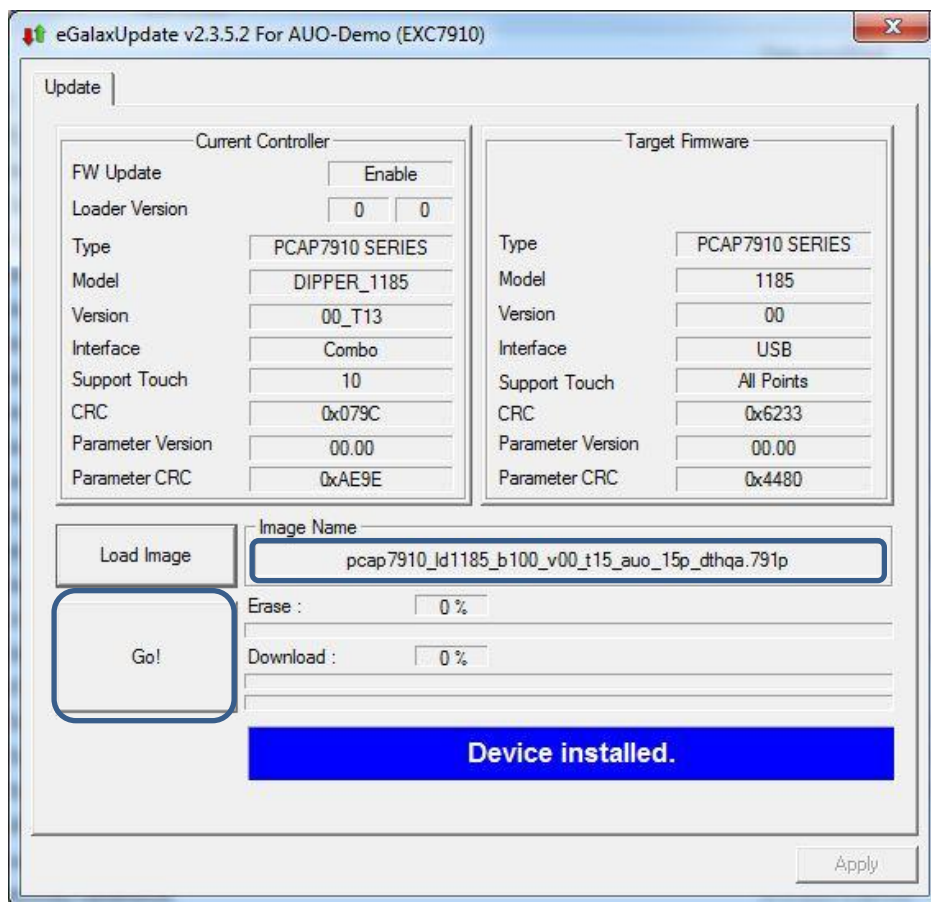 eGalaxUpdate v2.3.5.2 For AUO-Demo (EXC7910)
Update
Current Controller
FW Update Enable
Loader Version 0 0
Type PCAP7910 SERIES
Model DIPPER_1185
Version 00_T13
Interface Combo
Support Touch 10
CRC 0x079C
Parameter Version 00.00
Parameter CRC 0xAE9E
Target Firmware
Type PCAP7910 SERIES
Model 1185
Version 00
Interface USB
Support Touch All Points
CRC 0x6233
Parameter Version 00.00
Parameter CRC 0x4480
Load Image
Image Name
pcap7910_ld1185_b100_v00_t15_auo_15p_dthqa.791p
Go!
Erase : 0 %
Download : 0 %
Device installed.
Apply